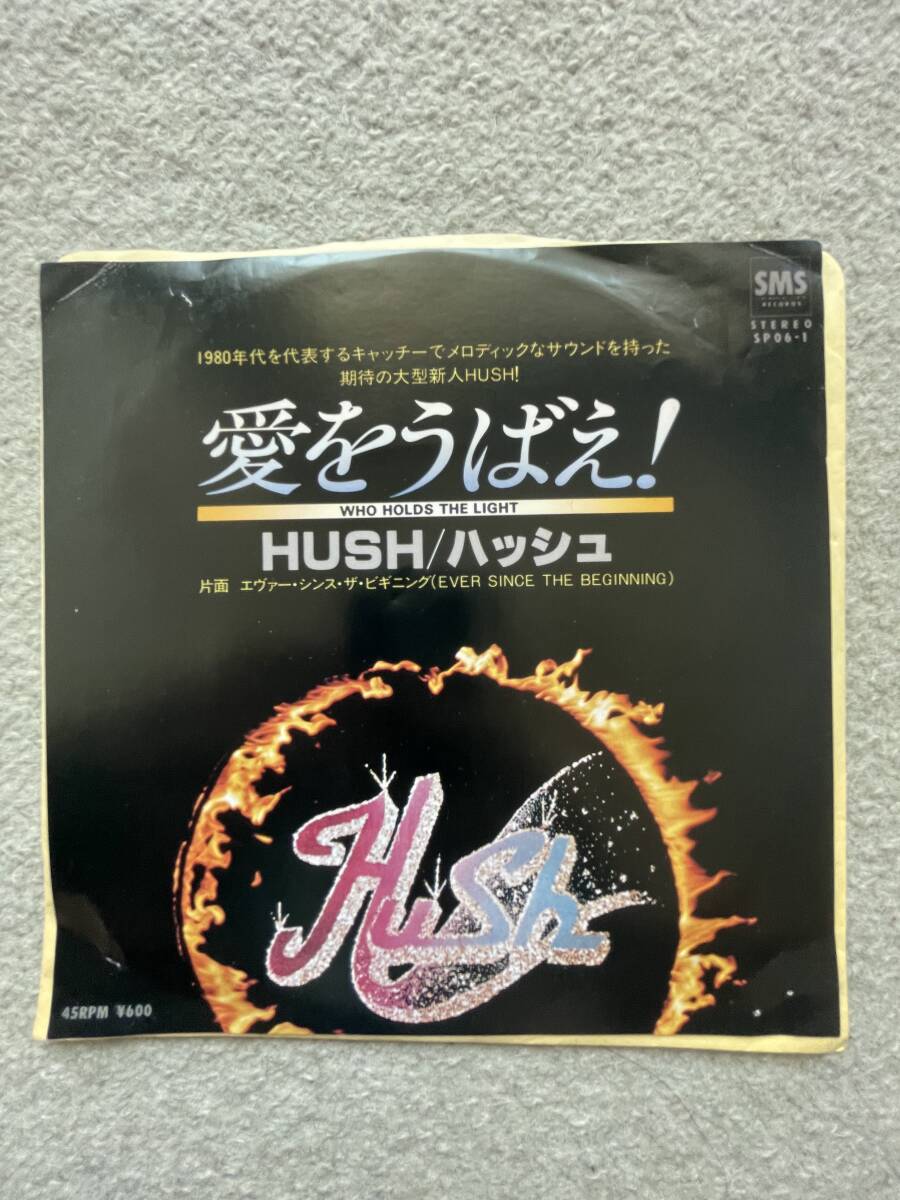 SMS
RECORDS
STEREO
SP06-1
1980年代を代表するキャッチーでメロディックなサウンドを持った
期待の大型新人HUSH!
愛をうばえ!
WHO HOLDS THE LIGHT
HUSH/ハッシュ
片面 エヴァー・シンス・ザ・ビギニング(EVER SINCE THE BEGINNING)
Hush
45RPM ¥600